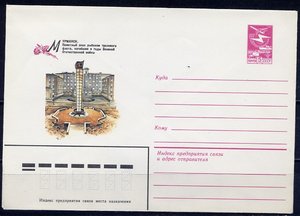 МУРМАНСК.
Памятный знак рыбакам тралового
флота, погибшим в годы Великой
Отечественной войны
Куда
Кому
Индекс предприятия связи
и адрес отправителя
Индекс предприятия связи места назначения